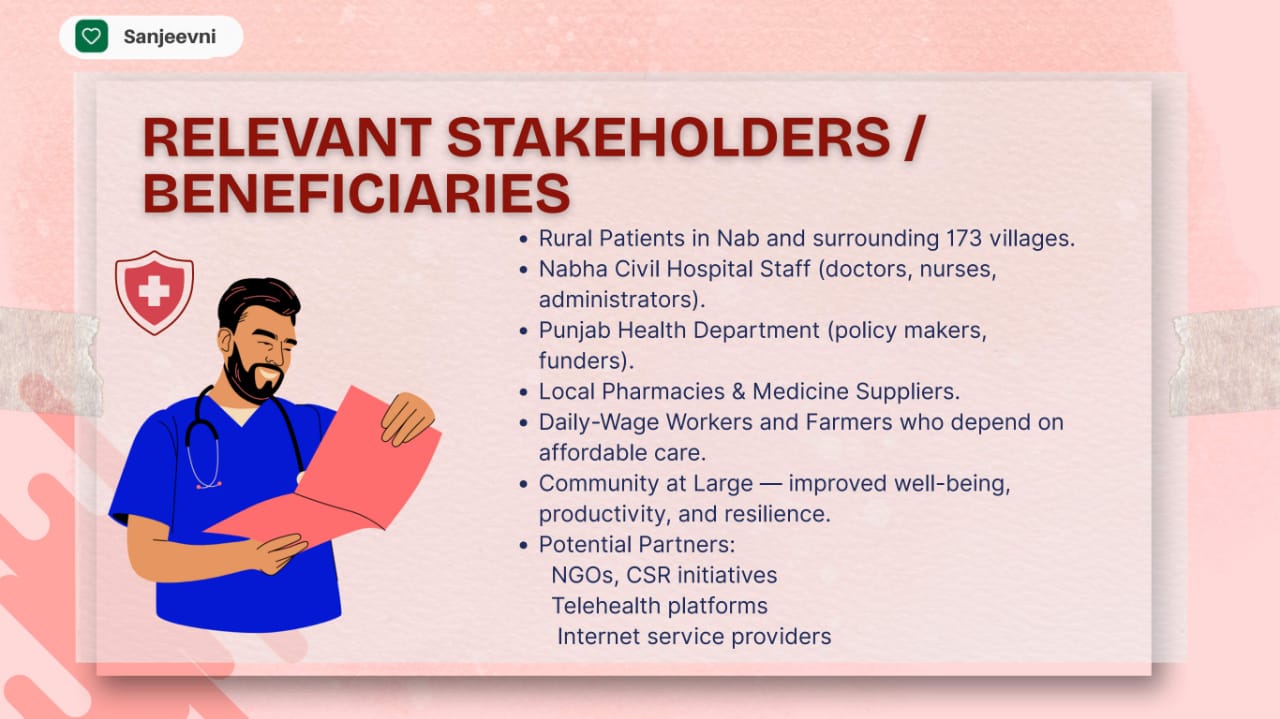 Sanjeevni
RELEVANT STAKEHOLDERS /
BENEFICIARIES
• Rural Patients in Nab and surrounding 173 villages.
• Nabha Civil Hospital Staff (doctors, nurses,
administrators).
• Punjab Health Department (policy makers,
funders).
• Local Pharmacies & Medicine Suppliers.
• Daily-Wage Workers and Farmers who depend on
affordable care.
• Community at Large — improved well-being,
productivity, and resilience.
• Potential Partners:
NGOs, CSR initiatives
Telehealth platforms
Internet service providers